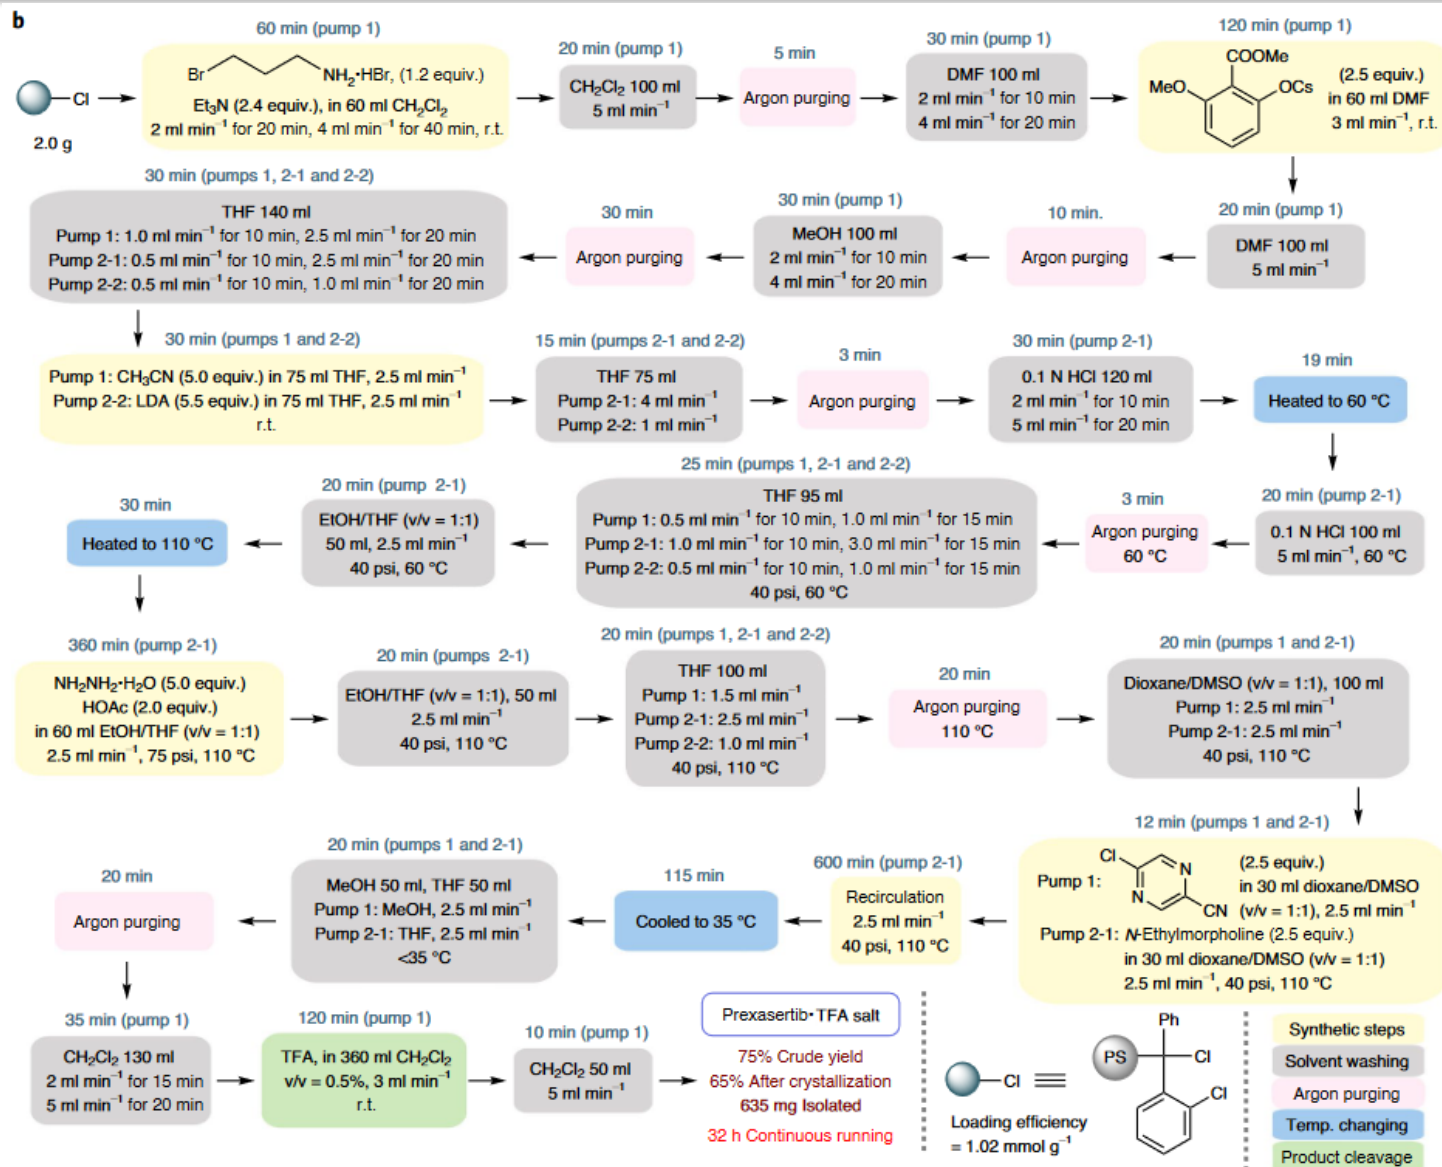 b
60 min (pump 1)
Br
NH₂•HBr, (1.2 equiv.)
Et₃N (2.4 equiv.), in 60 ml CH₂Cl₂
2 ml min⁻¹ for 20 min, 4 ml min⁻¹ for 40 min, r.t.
Cl
2.0 g
20 min (pump 1)
CH₂Cl₂ 100 ml
5 ml min⁻¹
5 min
Argon purging
30 min (pump 1)
DMF 100 ml
2 ml min⁻¹ for 10 min
4 ml min⁻¹ for 20 min
120 min (pump 1)
COOMe
MeO
OCs
(2.5 equiv.)
in 60 ml DMF
3 ml min⁻¹, r.t.
20 min (pump 1)
DMF 100 ml
5 ml min⁻¹
10 min.
Argon purging
30 min (pump 1)
MeOH 100 ml
2 ml min⁻¹ for 10 min
4 ml min⁻¹ for 20 min
30 min
Argon purging
30 min (pumps 1, 2-1 and 2-2)
THF 140 ml
Pump 1: 1.0 ml min⁻¹ for 10 min, 2.5 ml min⁻¹ for 20 min
Pump 2-1: 0.5 ml min⁻¹ for 10 min, 2.5 ml min⁻¹ for 20 min
Pump 2-2: 0.5 ml min⁻¹ for 10 min, 1.0 ml min⁻¹ for 20 min
30 min (pumps 1 and 2-2)
Pump 1: CH₃CN (5.0 equiv.) in 75 ml THF, 2.5 ml min⁻¹
Pump 2-2: LDA (5.5 equiv.) in 75 ml THF, 2.5 ml min⁻¹
r.t.
15 min (pumps 2-1 and 2-2)
THF 75 ml
Pump 2-1: 4 ml min⁻¹
Pump 2-2: 1 ml min⁻¹
3 min
Argon purging
30 min (pump 2-1)
0.1 N HCl 120 ml
2 ml min⁻¹ for 10 min
5 ml min⁻¹ for 20 min
19 min
Heated to 60 °C
20 min (pump 2-1)
0.1 N HCl 100 ml
5 ml min⁻¹, 60 °C
3 min
Argon purging
60 °C
25 min (pumps 1, 2-1 and 2-2)
THF 95 ml
Pump 1: 0.5 ml min⁻¹ for 10 min, 1.0 ml min⁻¹ for 15 min
Pump 2-1: 1.0 ml min⁻¹ for 10 min, 3.0 ml min⁻¹ for 15 min
Pump 2-2: 0.5 ml min⁻¹ for 10 min, 1.0 ml min⁻¹ for 15 min
40 psi, 60 °C
20 min (pump 2-1)
EtOH/THF (v/v = 1:1)
50 ml, 2.5 ml min⁻¹
40 psi, 60 °C
30 min
Heated to 110 °C
360 min (pump 2-1)
NH₂NH₂•H₂O (5.0 equiv.)
HOAc (2.0 equiv.)
in 60 ml EtOH/THF (v/v = 1:1)
2.5 ml min⁻¹, 75 psi, 110 °C
20 min (pumps 2-1)
EtOH/THF (v/v = 1:1), 50 ml
2.5 ml min⁻¹
40 psi, 110 °C
20 min (pumps 1, 2-1 and 2-2)
THF 100 ml
Pump 1: 1.5 ml min⁻¹
Pump 2-1: 2.5 ml min⁻¹
Pump 2-2: 1.0 ml min⁻¹
40 psi, 110 °C
20 min
Argon purging
110 °C
20 min (pumps 1 and 2-1)
Dioxane/DMSO (v/v = 1:1), 100 ml
Pump 1: 2.5 ml min⁻¹
Pump 2-1: 2.5 ml min⁻¹
40 psi, 110 °C
12 min (pumps 1 and 2-1)
Pump 1:
Cl
N
N
CN
(2.5 equiv.)
in 30 ml dioxane/DMSO
(v/v = 1:1), 2.5 ml min⁻¹
Pump 2-1: N-Ethylmorpholine (2.5 equiv.)
in 30 ml dioxane/DMSO (v/v = 1:1)
2.5 ml min⁻¹, 40 psi, 110 °C
600 min (pump 2-1)
Recirculation
2.5 ml min⁻¹
40 psi, 110 °C
115 min
Cooled to 35 °C
20 min (pumps 1 and 2-1)
MeOH 50 ml, THF 50 ml
Pump 1: MeOH, 2.5 ml min⁻¹
Pump 2-1: THF, 2.5 ml min⁻¹
<35 °C
20 min
Argon purging
35 min (pump 1)
CH₂Cl₂ 130 ml
2 ml min⁻¹ for 15 min
5 ml min⁻¹ for 20 min
120 min (pump 1)
TFA, in 360 ml CH₂Cl₂
v/v = 0.5%, 3 ml min⁻¹
r.t.
10 min (pump 1)
CH₂Cl₂ 50 ml
5 ml min⁻¹
Prexasertib•TFA salt
75% Crude yield
65% After crystallization
635 mg Isolated
32 h Continuous running
Cl
Ph
PS
Cl
Cl
Loading efficiency
= 1.02 mmol g⁻¹
Synthetic steps
Solvent washing
Argon purging
Temp. changing
Product cleavage